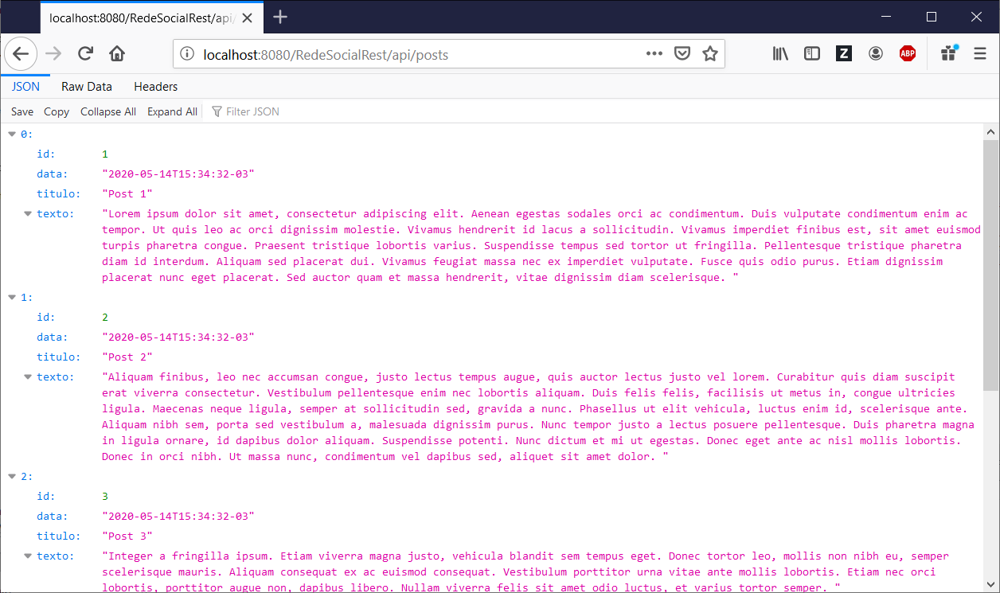 localhost:8080/RedeSocialRest/api/
localhost:8080/RedeSocialRest/api/posts
Z
ABP
JSON Raw Data Headers
Save Copy Collapse All Expand All Filter JSON
0:
id: 1
data: "2020-05-14T15:34:32-03"
titulo: "Post 1"
texto: "Lorem ipsum dolor sit amet, consectetur adipiscing elit. Aenean egestas sodales orci ac condimentum. Duis vulputate condimentum enim ac
tempor. Ut quis leo ac orci dignissim molestie. Vivamus hendrerit id lacus a sollicitudin. Vivamus imperdiet finibus est, sit amet euismod
turpis pharetra congue. Praesent tristique lobortis varius. Suspendisse tempus sed tortor ut fringilla. Pellentesque tristique pharetra
diam id interdum. Aliquam sed placerat dui. Vivamus feugiat massa nec ex imperdiet vulputate. Fusce quis odio purus. Etiam dignissim
placerat nunc eget placerat. Sed auctor quam et massa hendrerit, vitae dignissim diam scelerisque. "
1:
id: 2
data: "2020-05-14T15:34:32-03"
titulo: "Post 2"
texto: "Aliquam finibus, leo nec accumsan congue, justo lectus tempus augue, quis auctor lectus justo vel lorem. Curabitur quis diam suscipit
erat viverra consectetur. Vestibulum pellentesque enim nec lobortis aliquam. Duis felis felis, facilisis ut metus in, congue ultricies
ligula. Maecenas neque ligula, semper at sollicitudin sed, gravida a nunc. Phasellus ut elit vehicula, luctus enim id, scelerisque ante.
Aliquam nibh sem, porta sed vestibulum a, malesuada dignissim purus. Nunc tempor justo a lectus posuere pellentesque. Duis pharetra magna
in ligula ornare, id dapibus dolor aliquam. Suspendisse potenti. Nunc dictum et mi ut egestas. Donec eget ante ac nisl mollis lobortis.
Donec in orci nibh. Ut massa nunc, condimentum vel dapibus sed, aliquet sit amet dolor. "
2:
id: 3
data: "2020-05-14T15:34:32-03"
titulo: "Post 3"
texto: "Integer a fringilla ipsum. Etiam viverra magna justo, vehicula blandit sem tempus eget. Donec tortor leo, mollis non nibh eu, semper
scelerisque mauris. Aliquam consequat ex ac euismod consequat. Vestibulum porttitor urna vitae ante mollis lobortis. Etiam nec orci
lobortis, porttitor augue non, dapibus libero. Nullam viverra felis sit amet odio luctus, et varius tortor semper. "